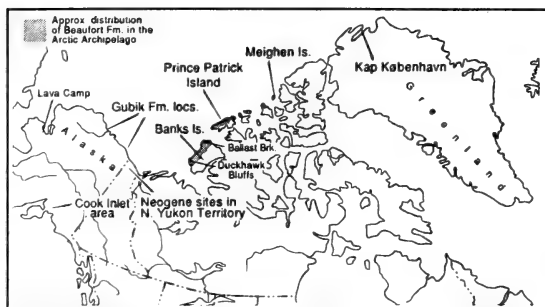 Approx distribution
of Beaufort Fm. in the
Arctic Archipelago
Meighen Is.
Prince Patrick
Island
Kap København
Lava Camp
Gubik Fm. locs.
Banks Is.
Ballast Brk.
Duckhawk
Bluffs
Alaska
Greenland
Cook Inlet
area
Neogene sites in
N. Yukon Territory